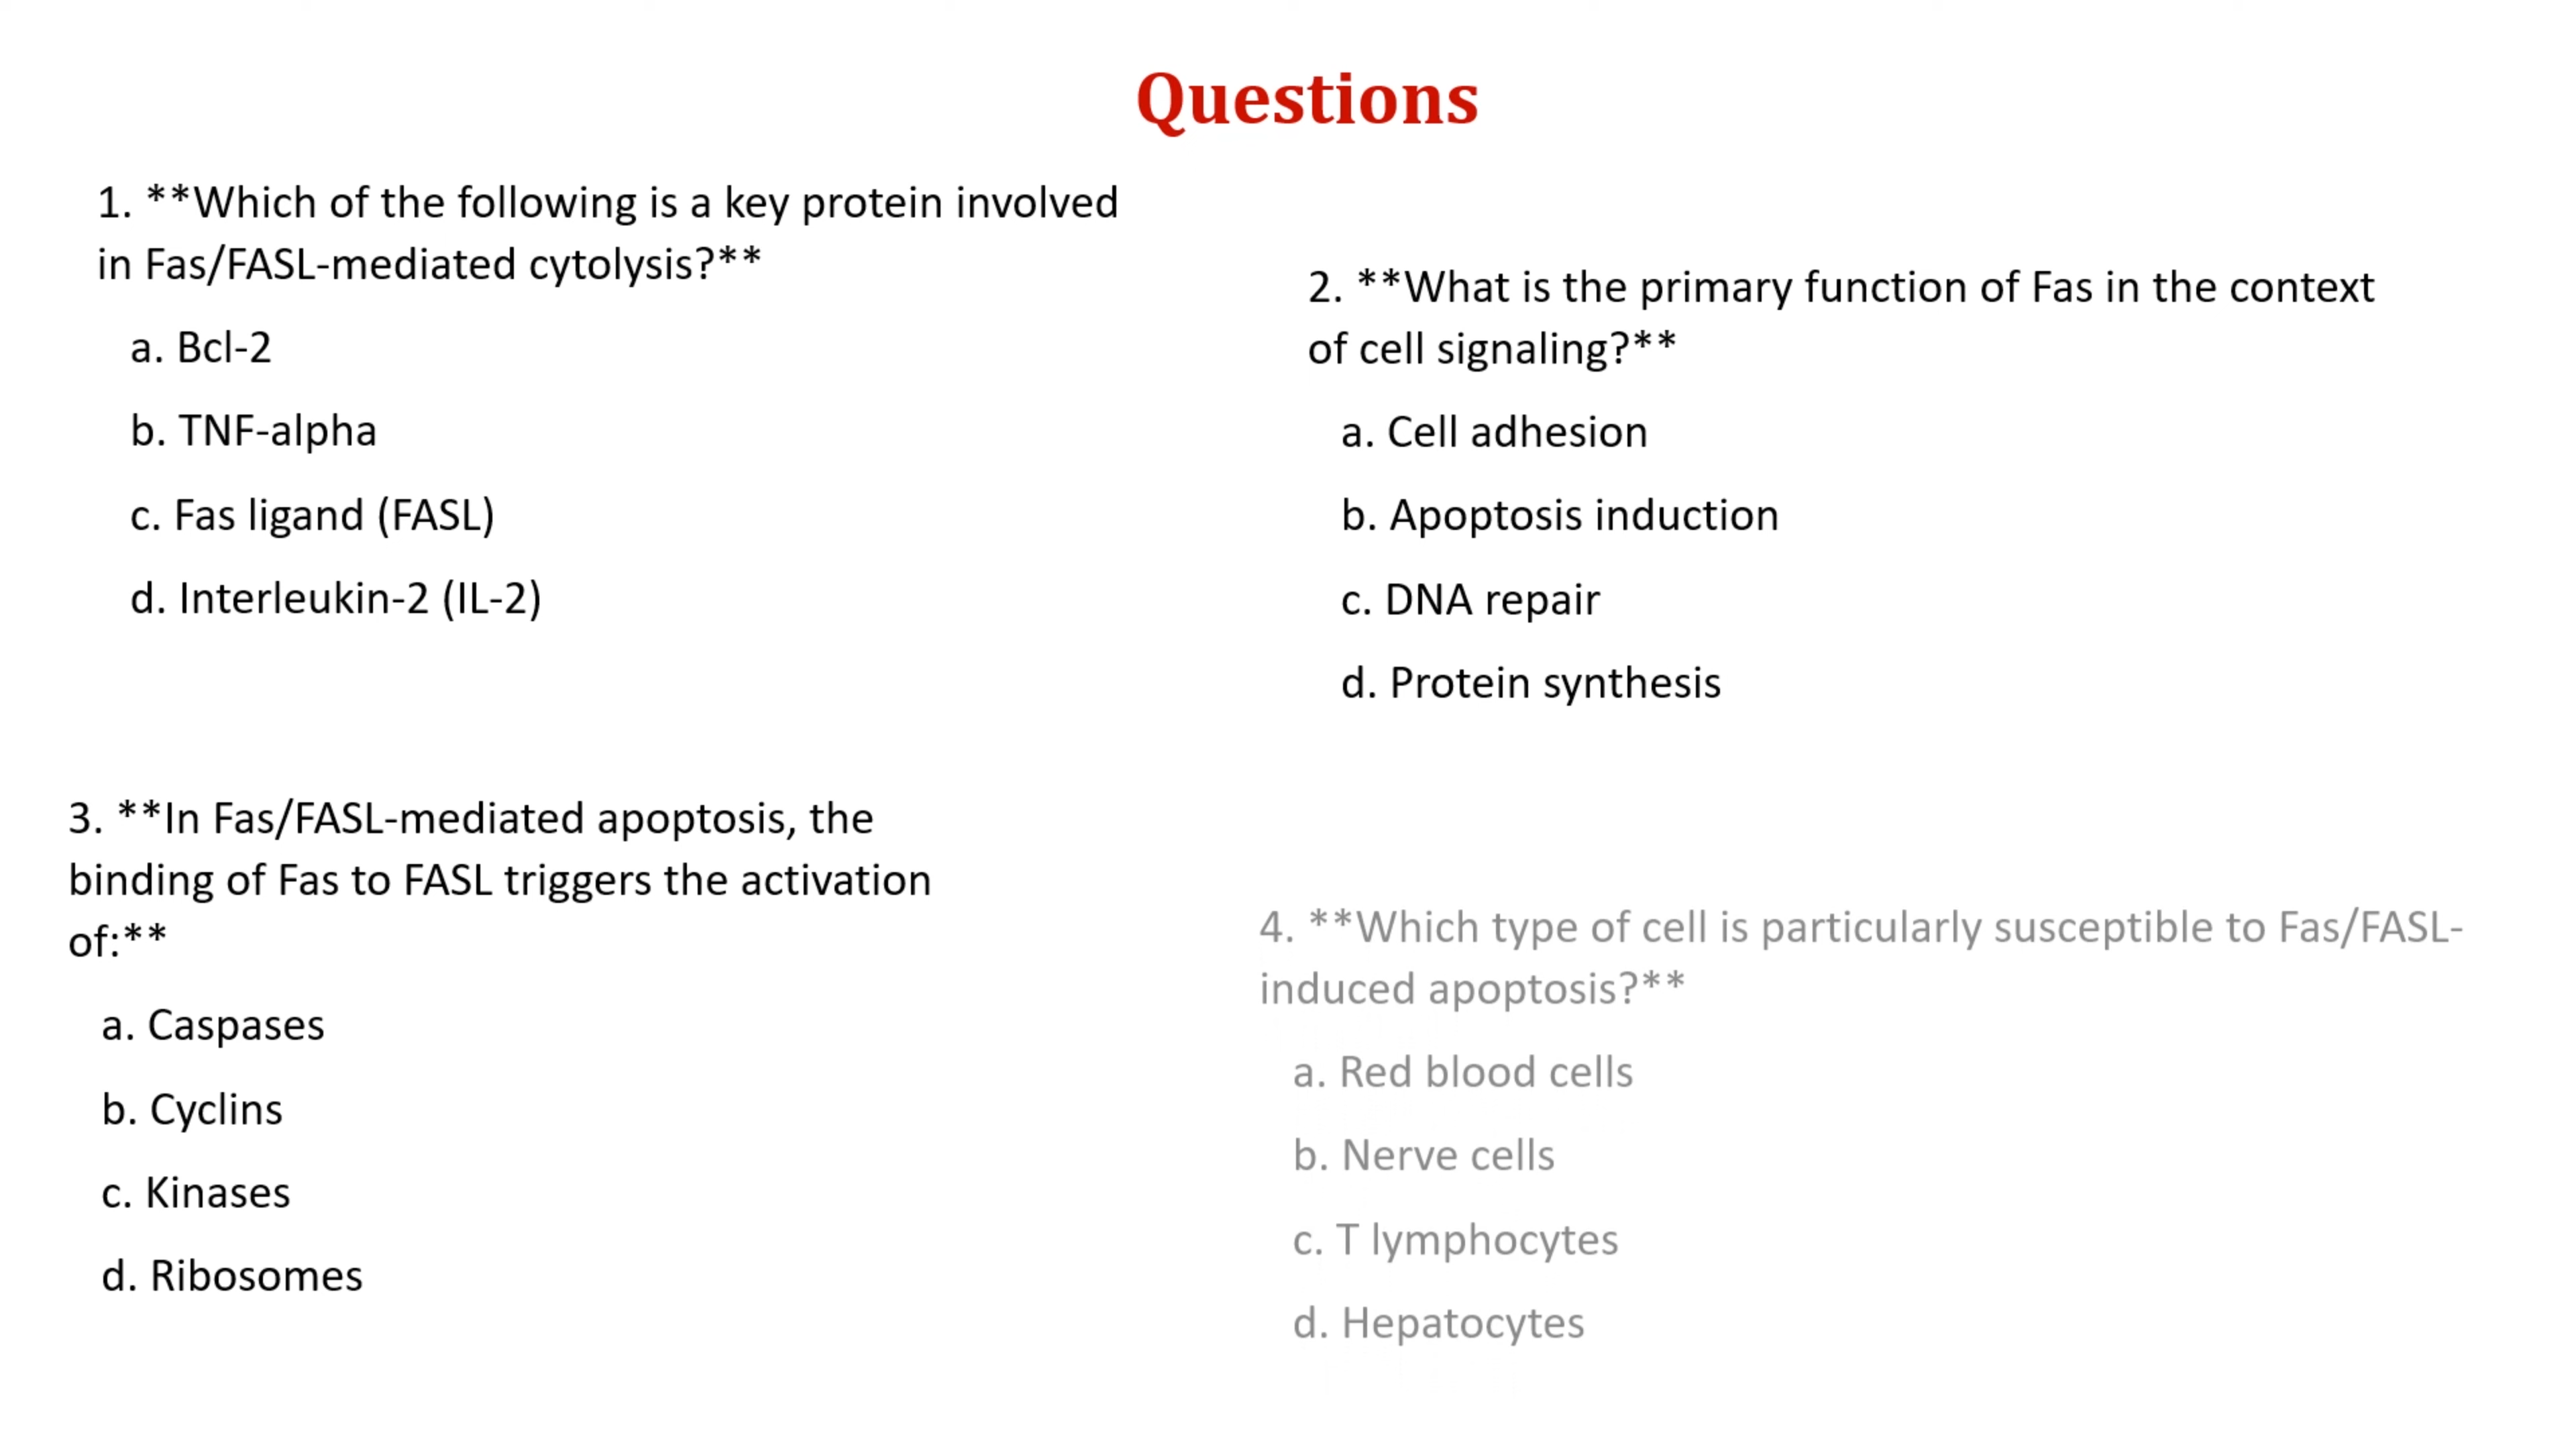 Questions
1. **Which of the following is a key protein involved
in Fas/FASL-mediated cytolysis?**
a. Bcl-2
b. TNF-alpha
c. Fas ligand (FASL)
d. Interleukin-2 (IL-2)
2. **What is the primary function of Fas in the context
of cell signaling?**
a. Cell adhesion
b. Apoptosis induction
c. DNA repair
d. Protein synthesis
3. **In Fas/FASL-mediated apoptosis, the
binding of Fas to FASL triggers the activation
of:**
a. Caspases
b. Cyclins
c. Kinases
d. Ribosomes
4. **Which type of cell is particularly susceptible to Fas/FASL-
induced apoptosis?**
a. Red blood cells
b. Nerve cells
c. T lymphocytes
d. Hepatocytes